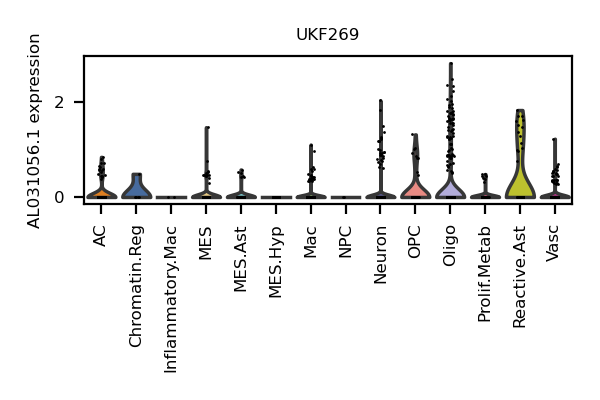 UKF269
AL031056.1 expression
2
0
AC
Chromatin.Reg
Inflammatory.Mac
MES
MES.Ast
MES.Hyp
Mac
NPC
Neuron
OPC
Oligo
Prolif.Metab
Reactive.Ast
Vasc